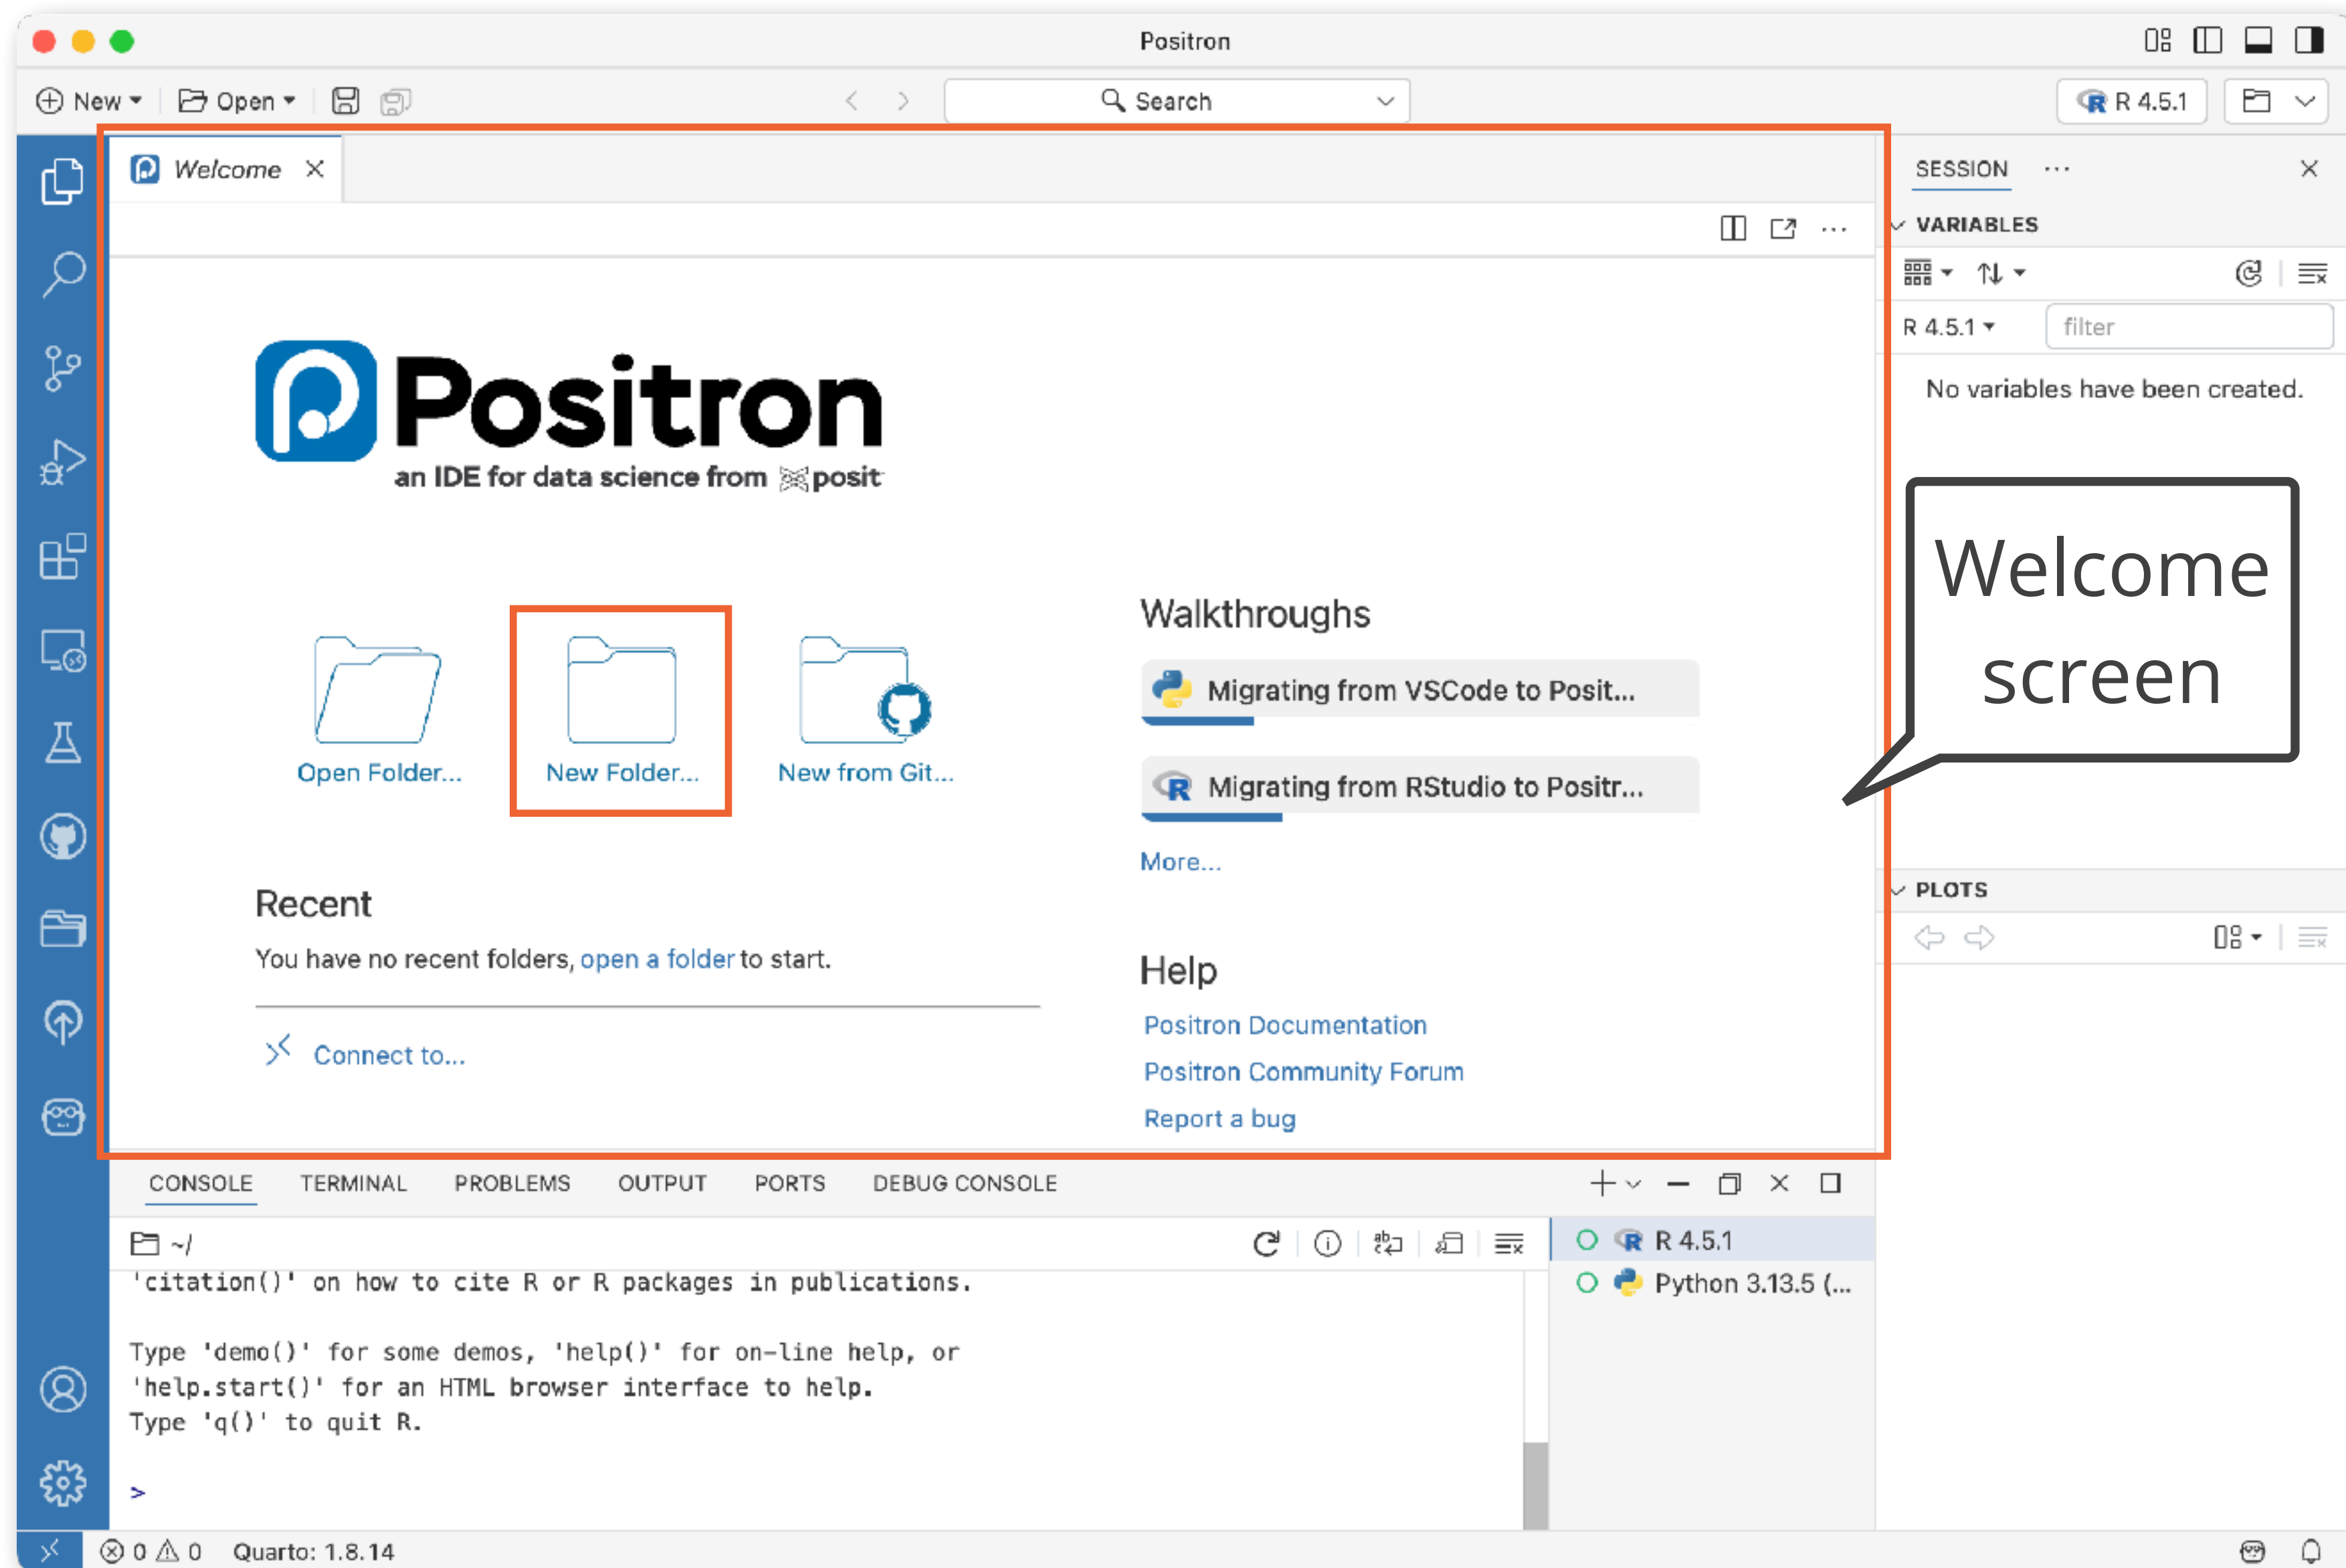 Positron
New
Open
Search
R 4.5.1
Welcome
SESSION
VARIABLES
R 4.5.1
filter
No variables have been created.
Positron
an IDE for data science from posit
Open Folder...
New Folder...
New from Git...
Recent
You have no recent folders, open a folder to start.
Connect to...
Walkthroughs
Migrating from VSCode to Posit...
Migrating from RStudio to Positr...
More...
Help
Positron Documentation
Positron Community Forum
Report a bug
Welcome
screen
PLOTS
CONSOLE TERMINAL PROBLEMS OUTPUT PORTS DEBUG CONSOLE
~/
'citation()' on how to cite R or R packages in publications.
Type 'demo()' for some demos, 'help()' for on-line help, or
'help.start()' for an HTML browser interface to help.
Type 'q()' to quit R.
>
R 4.5.1
Python 3.13.5 (...
0 0 Quarto: 1.8.14